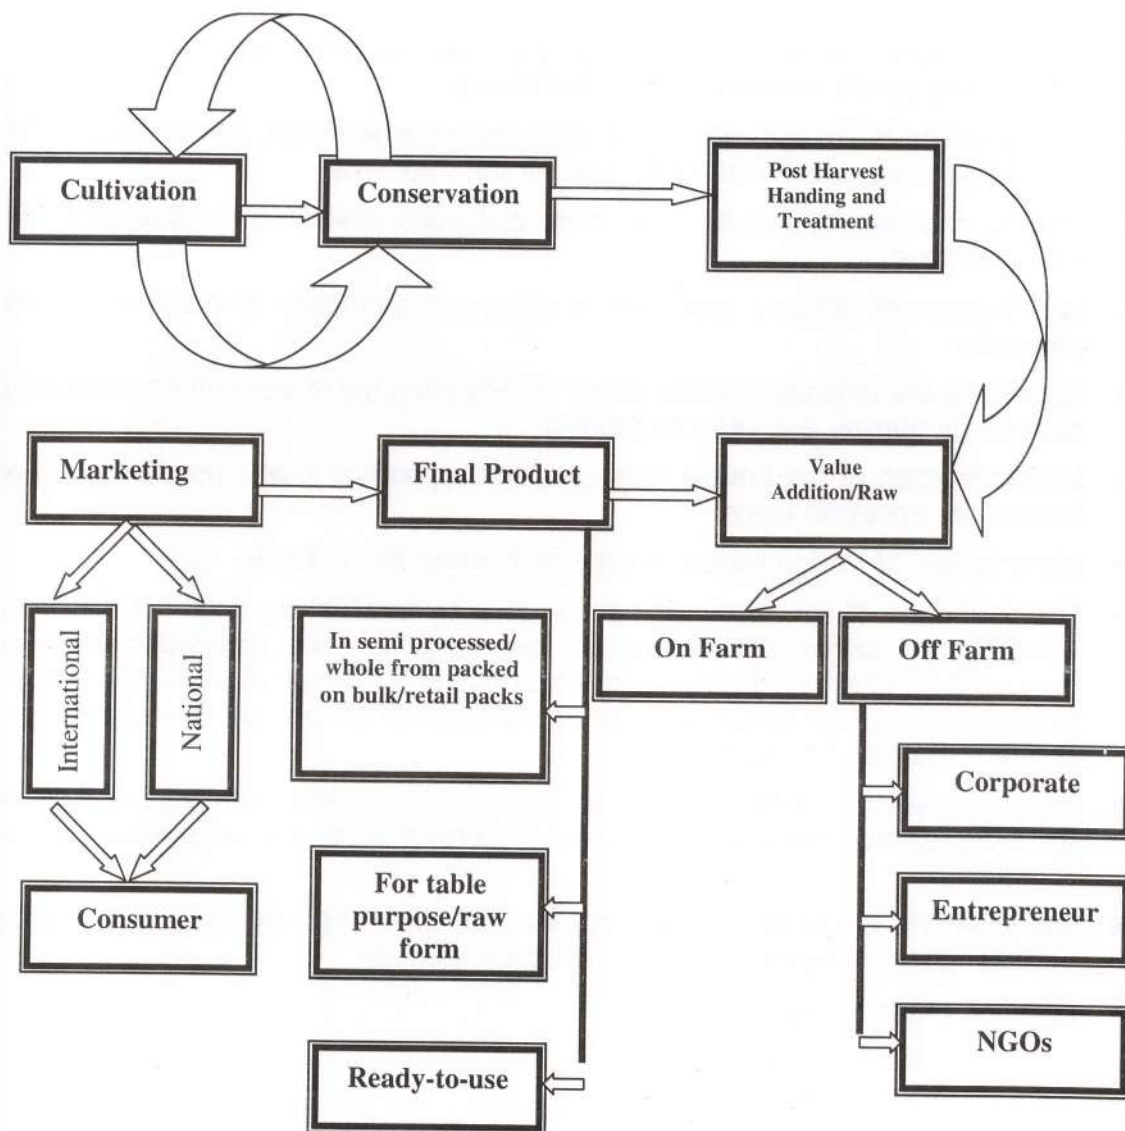 Cultivation
Conservation
Post Harvest
Handing and
Treatment
Marketing
Final Product
Value
Addition/Raw
International
National
In semi processed/
whole from packed
on bulk/retail packs
On Farm
Off Farm
Corporate
Consumer
For table
purpose/raw
form
Entrepreneur
Ready-to-use
NGOs